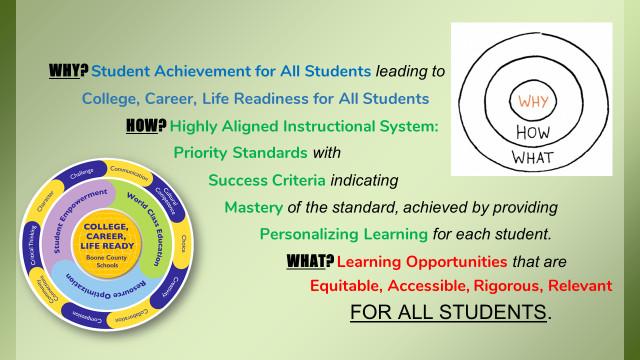 WHY? Student Achievement for All Students leading to
College, Career, Life Readiness for All Students
HOW? Highly Aligned Instructional System:
Priority Standards with
Success Criteria indicating
Mastery of the standard, achieved by providing
Personalizing Learning for each student.
WHAT? Learning Opportunities that are
Equitable, Accessible, Rigorous, Relevant
FOR ALL STUDENTS.
WHY
HOW
WHAT
COLLEGE,
CAREER,
LIFE READY
Boone County
Schools
Student Empowerment
World Class Education
Resource Optimization
Challenge
Communication
Cultural
Competence
Choice
Creativity
Collaboration
Compassion
Community
Connections
Critical Thinking
Character